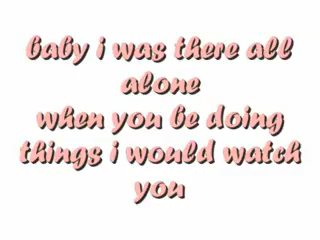 baby i was there all
alone
when you be doing
things i would watch
you